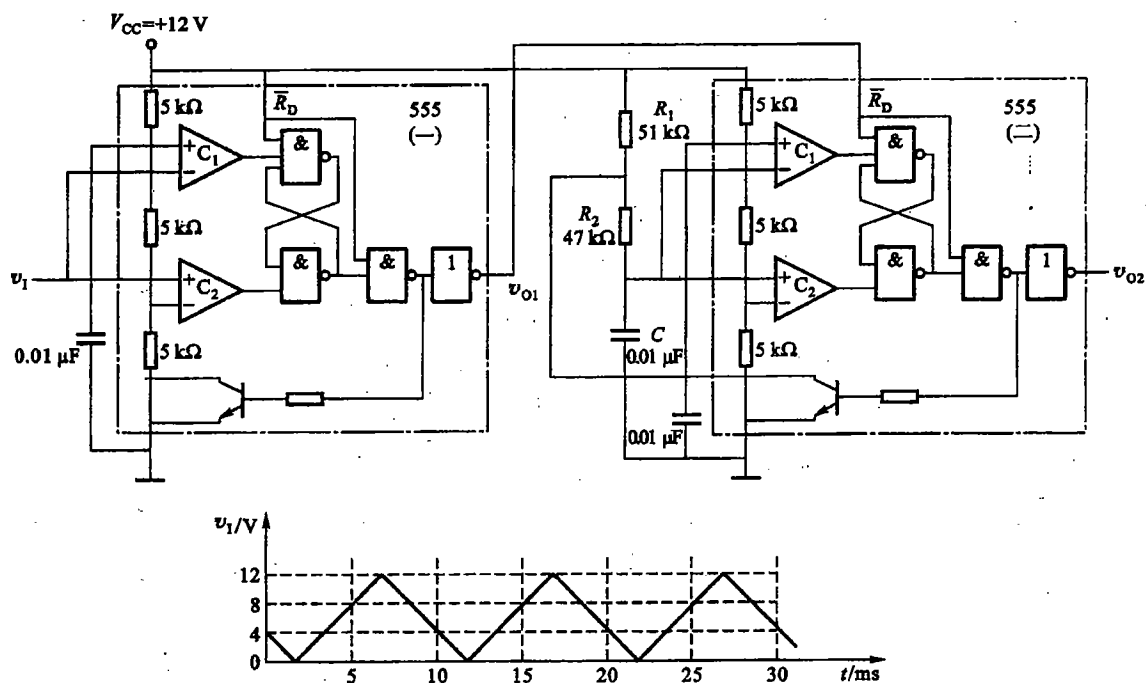 V_CC=+12 V
5 kΩ
R̄_D
555
(一)
&
+
C₁
−
5 kΩ
&
&
1
v_I
+
C₂
−
v_O1
5 kΩ
0.01 μF
R₁
51 kΩ
R₂
47 kΩ
C
0.01 μF
0.01 μF
5 kΩ
R̄_D
555
(二)
&
+
C₁
−
5 kΩ
&
&
1
+
C₂
−
v_O2
5 kΩ
v_I/V
12
8
4
0
5
10
15
20
25
30
t/ms